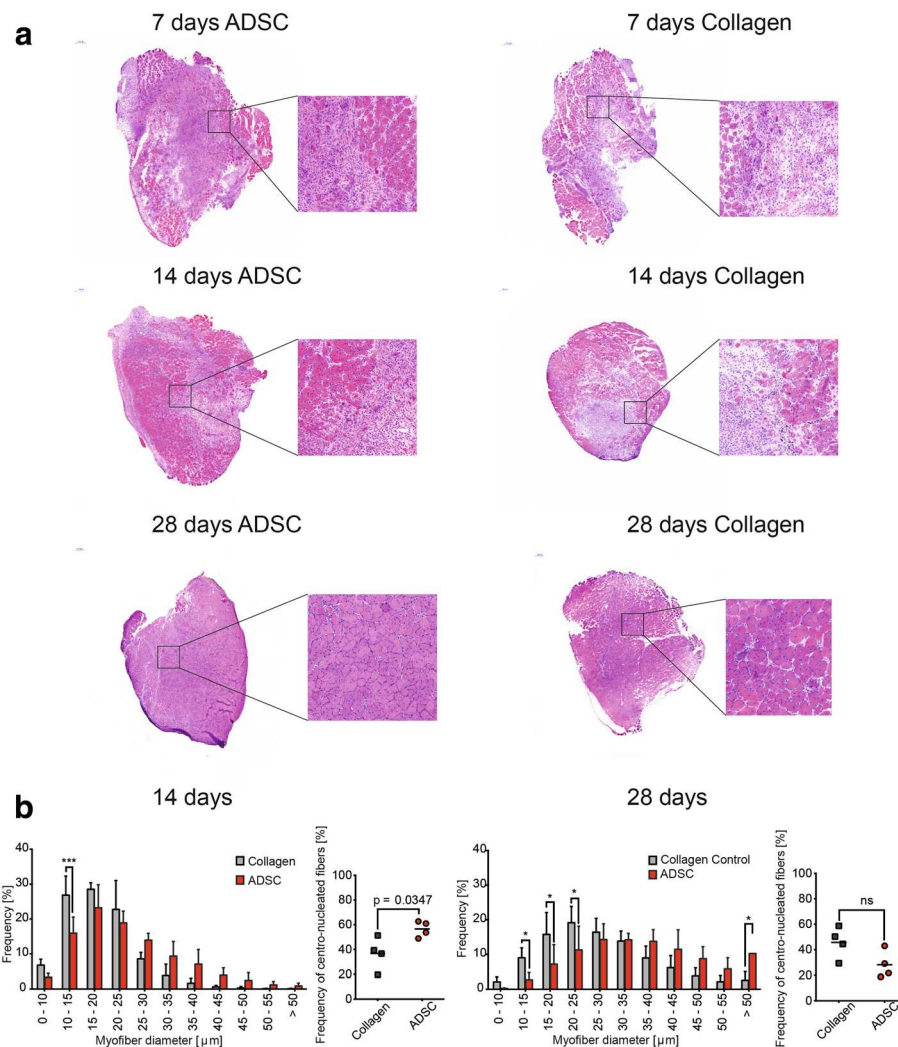 a
7 days ADSC
7 days Collagen
14 days ADSC
14 days Collagen
28 days ADSC
28 days Collagen
b
14 days
28 days
Frequency [%]
40
30
20
10
0
***
Collagen
ADSC
0 - 10
10 - 15
15 - 20
20 - 25
25 - 30
30 - 35
35 - 40
40 - 45
45 - 50
50 - 55
> 50
Myofiber diameter [µm]
Frequency of centro-nucleated fibers [%]
100
80
60
40
20
0
p = 0.0347
Collagen
ADSC
Frequency [%]
40
30
20
10
0
*
*
*
*
Collagen Control
ADSC
0 - 10
10 - 15
15 - 20
20 - 25
25 - 30
30 - 35
35 - 40
40 - 45
45 - 50
50 - 55
> 50
Myofiber diameter [µm]
Frequency of centro-nucleated fibers [%]
100
80
60
40
20
0
ns
Collagen
ADSC